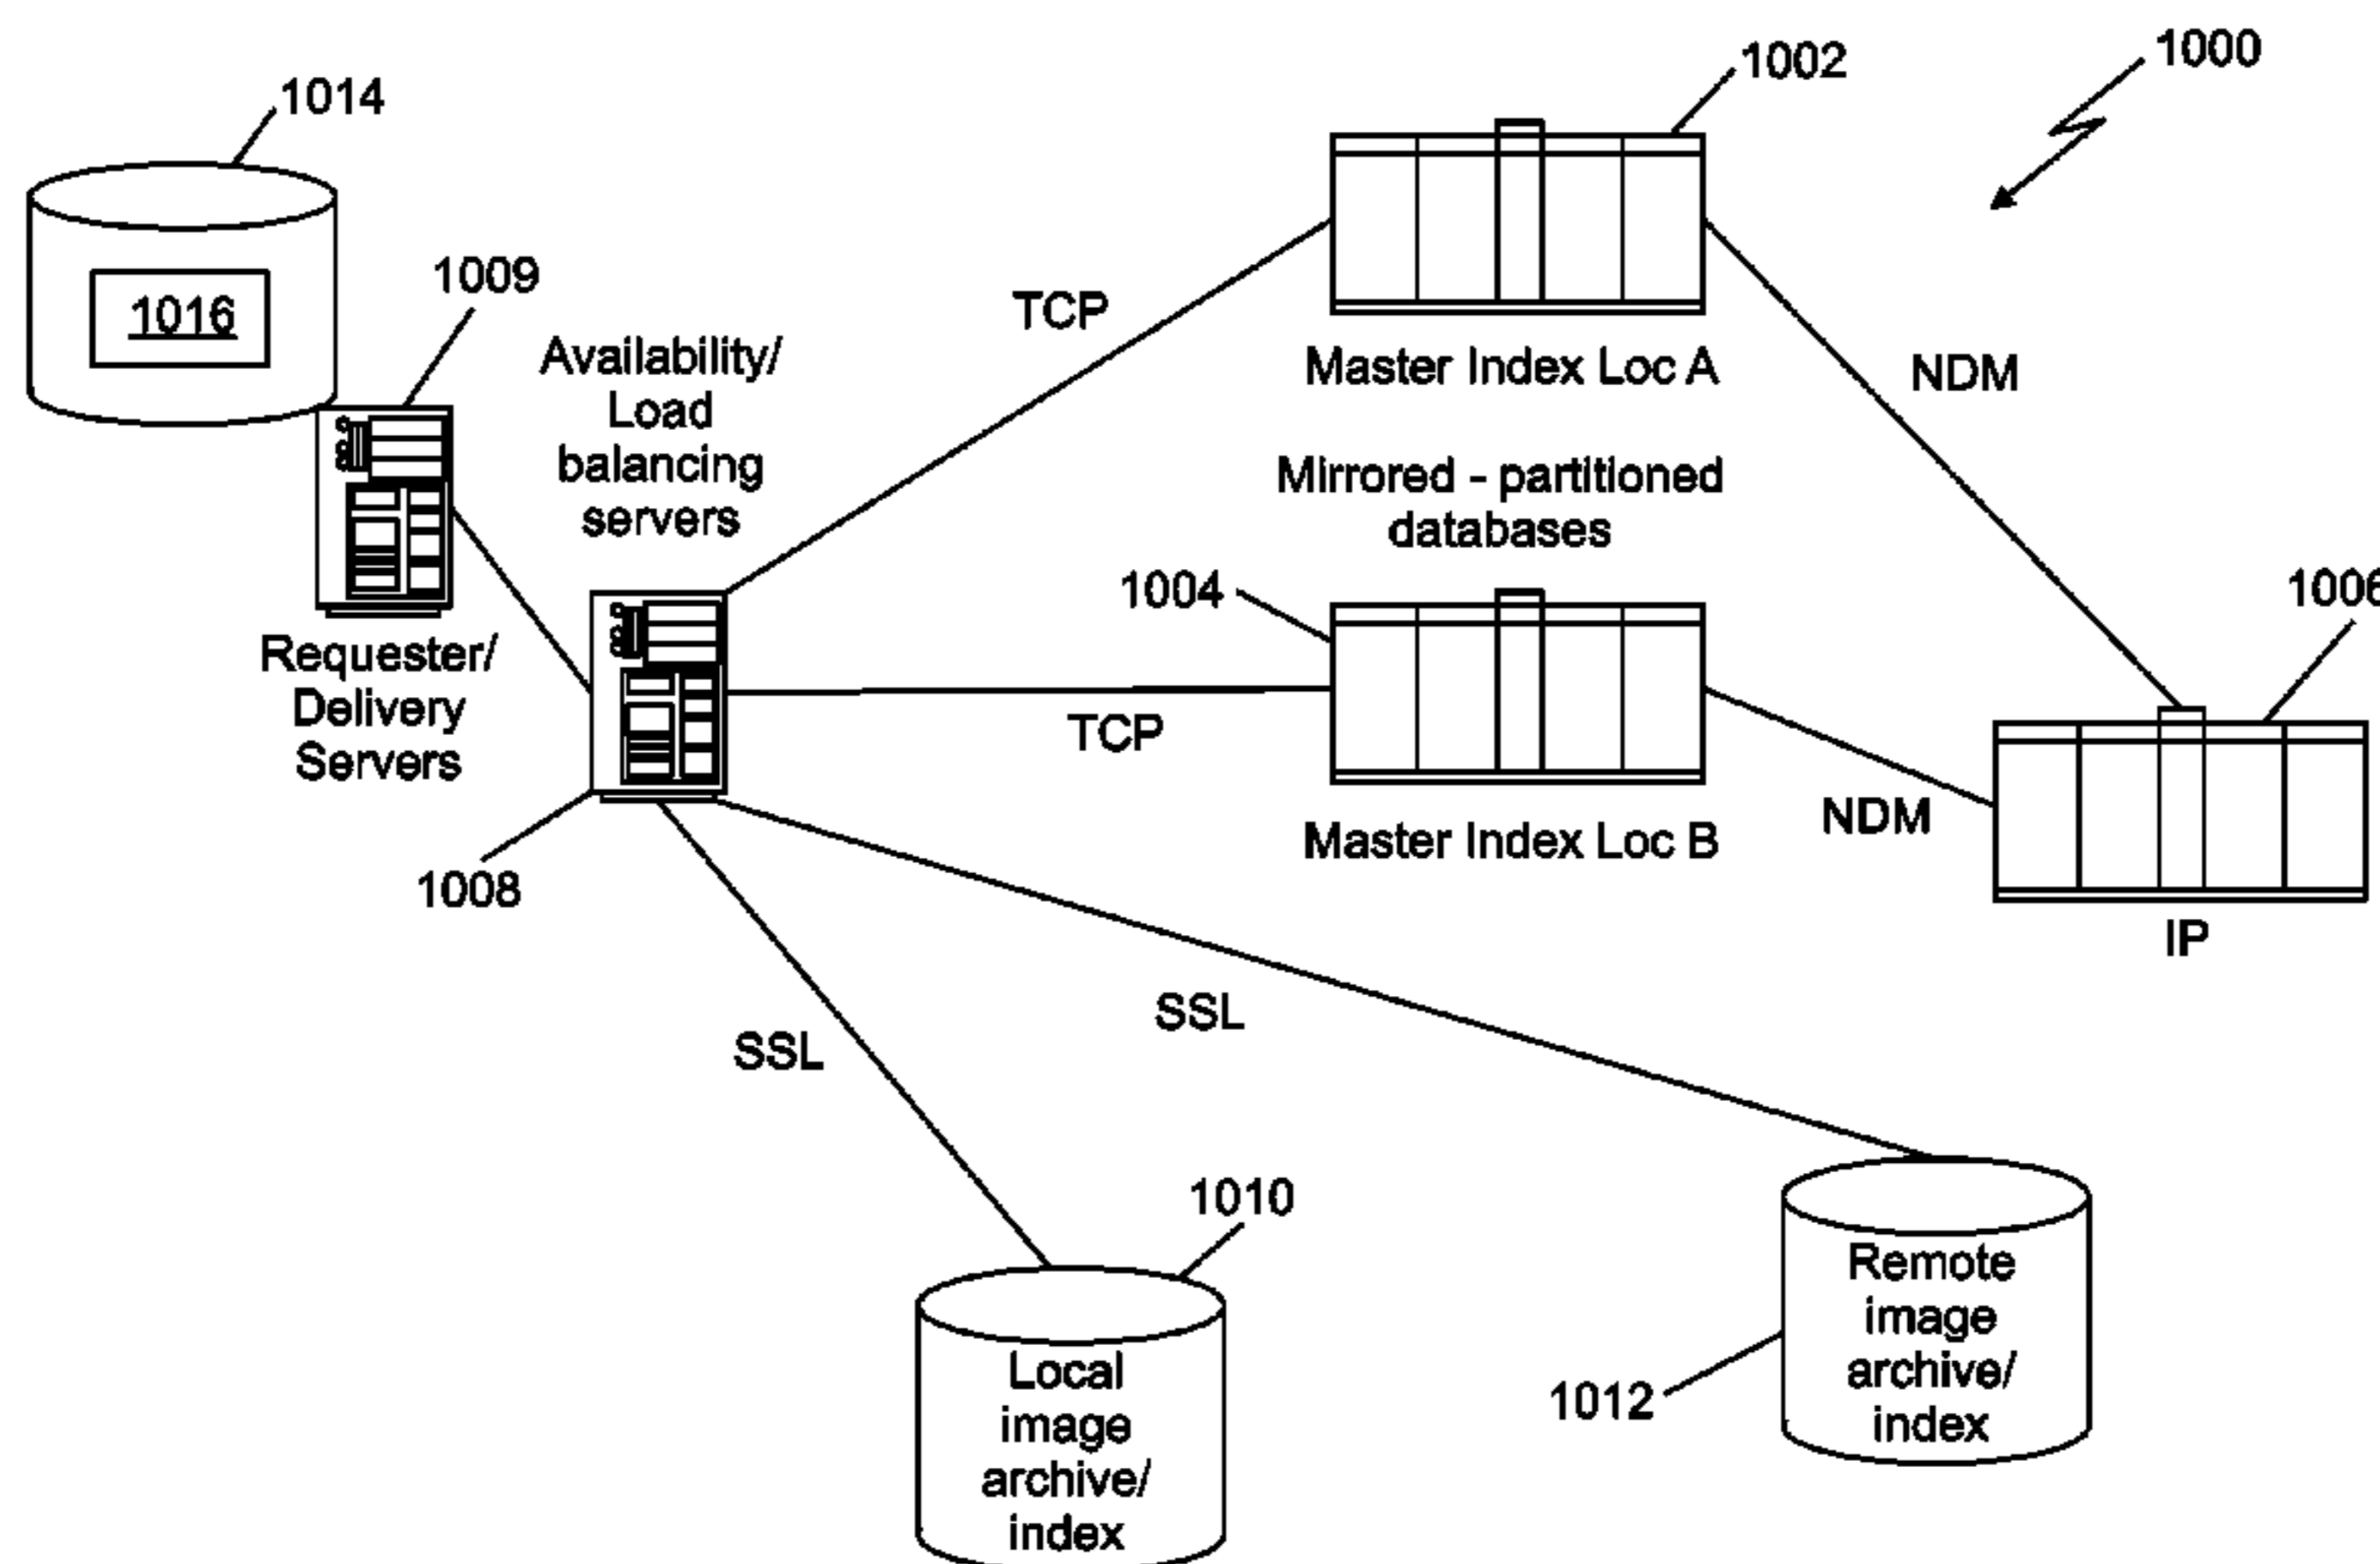 1000
1002
1014
1009
1016
Availability/
Load
balancing
servers
TCP
Master Index Loc A
NDM
Mirrored - partitioned
databases
1004
1006
Requester/
Delivery
Servers
TCP
Master Index Loc B
NDM
IP
1008
SSL
SSL
1010
Local
image
archive/
index
1012
Remote
image
archive/
index